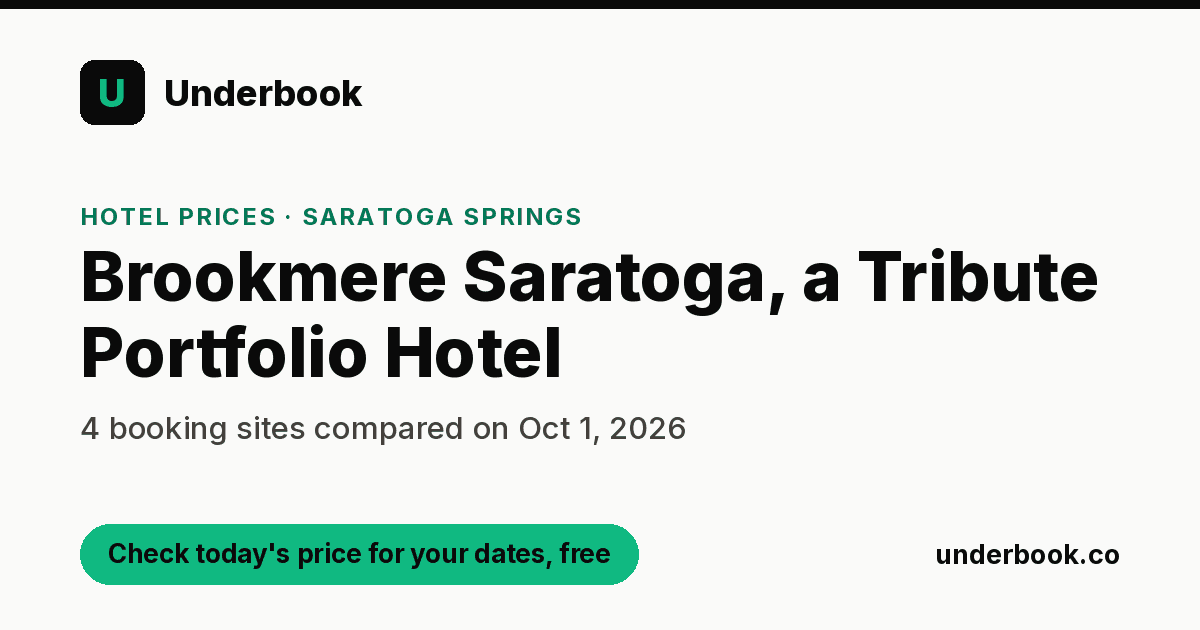 U Underbook
HOTEL PRICES · SARATOGA SPRINGS
Brookmere Saratoga, a Tribute
Portfolio Hotel
4 booking sites compared on Oct 1, 2026
Check today's price for your dates, free
underbook.co